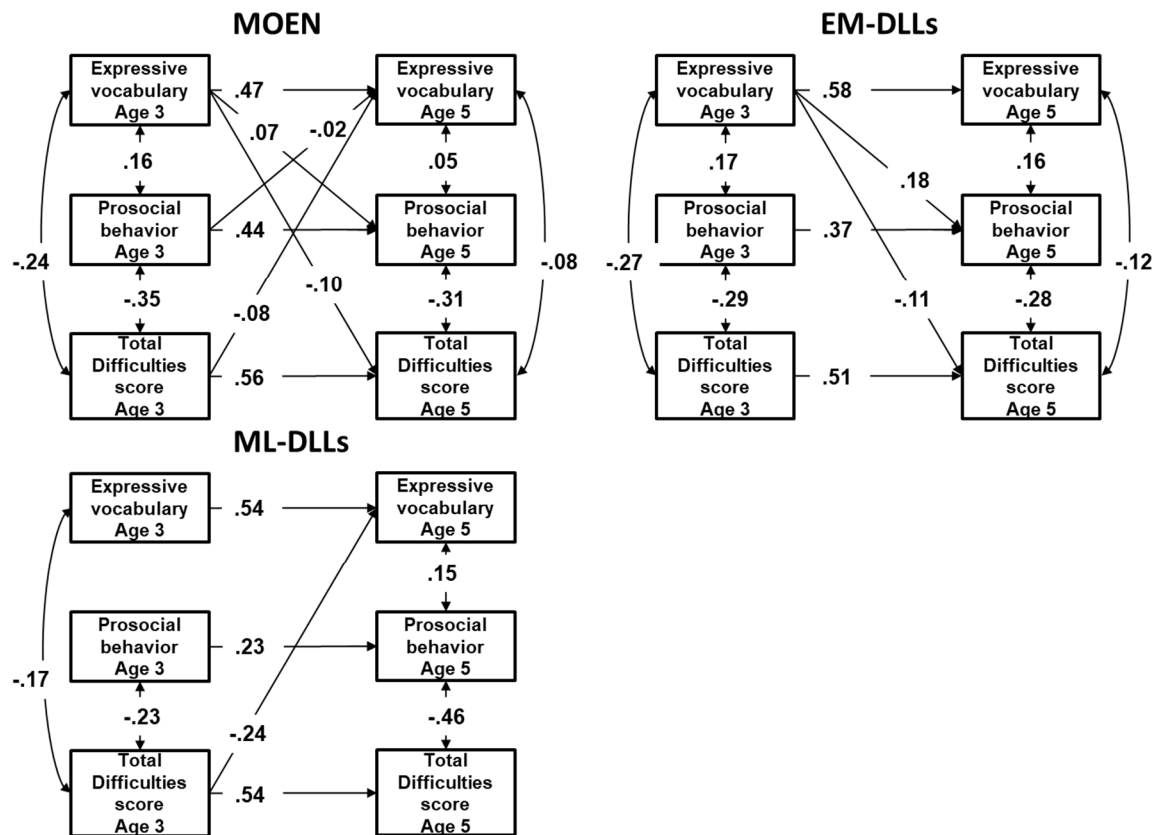 MOEN
Expressive
vocabulary
Age 3
.47
Expressive
vocabulary
Age 5
.07
-.02
.16
.05
Prosocial
behavior
Age 3
.44
Prosocial
behavior
Age 5
-.24
-.08
-.35
-.10
-.31
-.08
Total
Difficulties
score
Age 3
.56
Total
Difficulties
score
Age 5
EM-DLLs
Expressive
vocabulary
Age 3
.58
Expressive
vocabulary
Age 5
.17
.18
.16
Prosocial
behavior
Age 3
.37
Prosocial
behavior
Age 5
-.27
-.12
-.29
-.11
-.28
Total
Difficulties
score
Age 3
.51
Total
Difficulties
score
Age 5
ML-DLLs
Expressive
vocabulary
Age 3
.54
Expressive
vocabulary
Age 5
.15
Prosocial
behavior
Age 3
.23
Prosocial
behavior
Age 5
-.17
-.23
-.24
-.46
Total
Difficulties
score
Age 3
.54
Total
Difficulties
score
Age 5